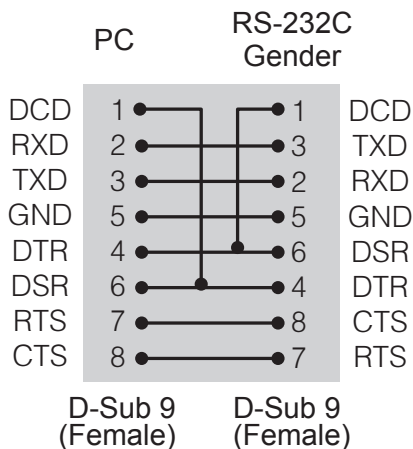 PC RS-232C
Gender
DCD 1 1 DCD
RXD 2 3 TXD
TXD 3 2 RXD
GND 5 5 GND
DTR 4 6 DSR
DSR 6 4 DTR
RTS 7 8 CTS
CTS 8 7 RTS
D-Sub 9 D-Sub 9
(Female) (Female)